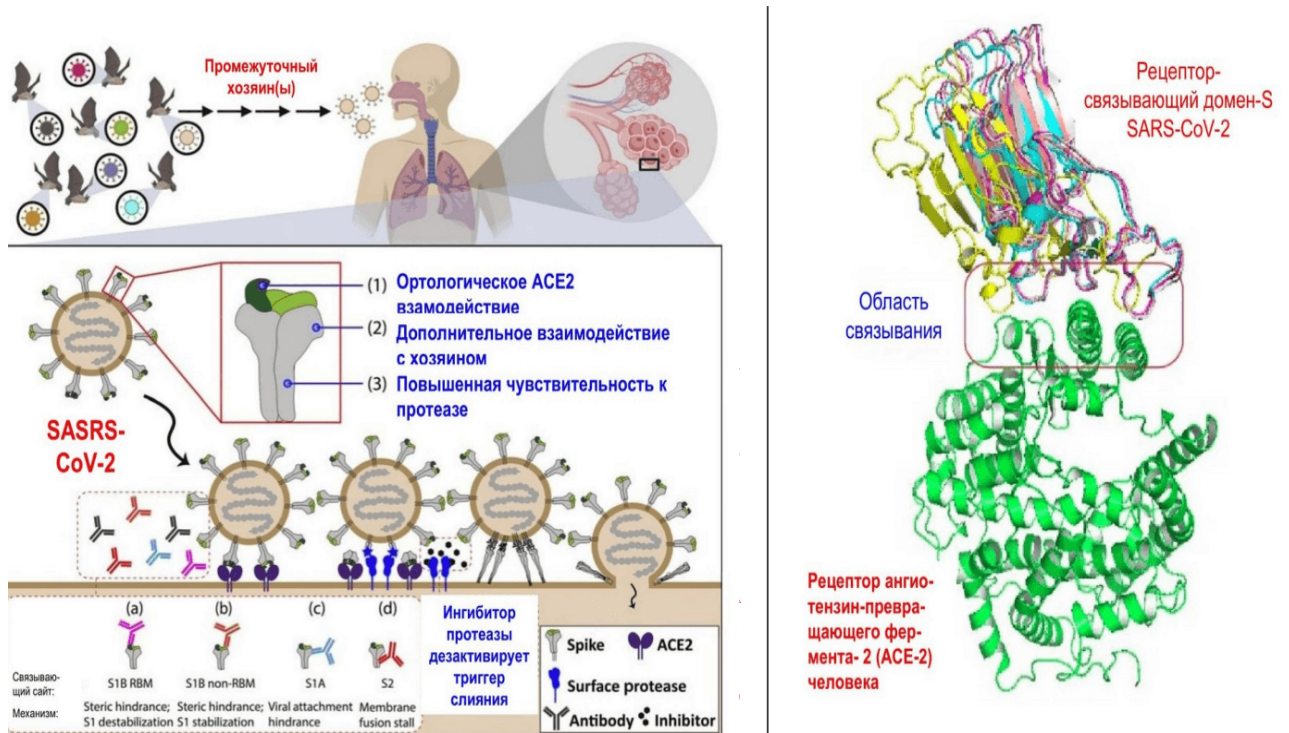 Промежуточный
хозяин(ы)
(1) Ортологическое ACE2
взамодействие
(2) Дополнительное взаимодействие
с хозяином
(3) Повышенная чувствительность к
протеазе
SASRS-
CoV-2
(a) (b) (c) (d)
Связываю-
щий сайт:
S1B RBM S1B non-RBM S1A S2
Механизм:
Steric hindrance; Steric hindrance; Viral attachment Membrane
S1 destabilization S1 stabilization hindrance fusion stall
Ингибитор
протеазы
дезактивирует
триггер
слияния
Spike ACE2
Surface protease
Antibody Inhibitor
Рецептор-
связывающий домен-S
SARS-CoV-2
Область
связывания
Рецептор ангио-
тензин-превра-
щающего фер-
мента- 2 (ACE-2)
человека